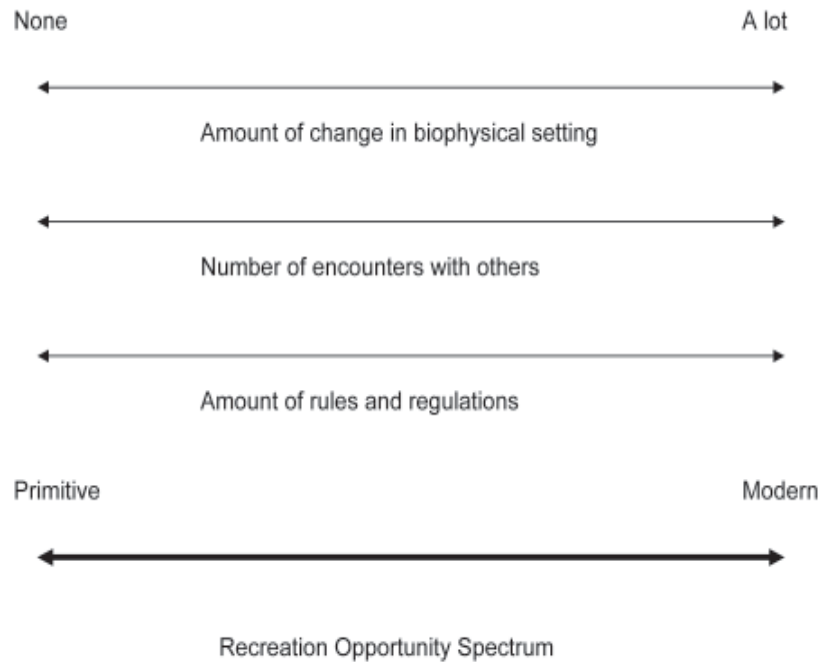 None
A lot
Amount of change in biophysical setting
Number of encounters with others
Amount of rules and regulations
Primitive
Modern
Recreation Opportunity Spectrum